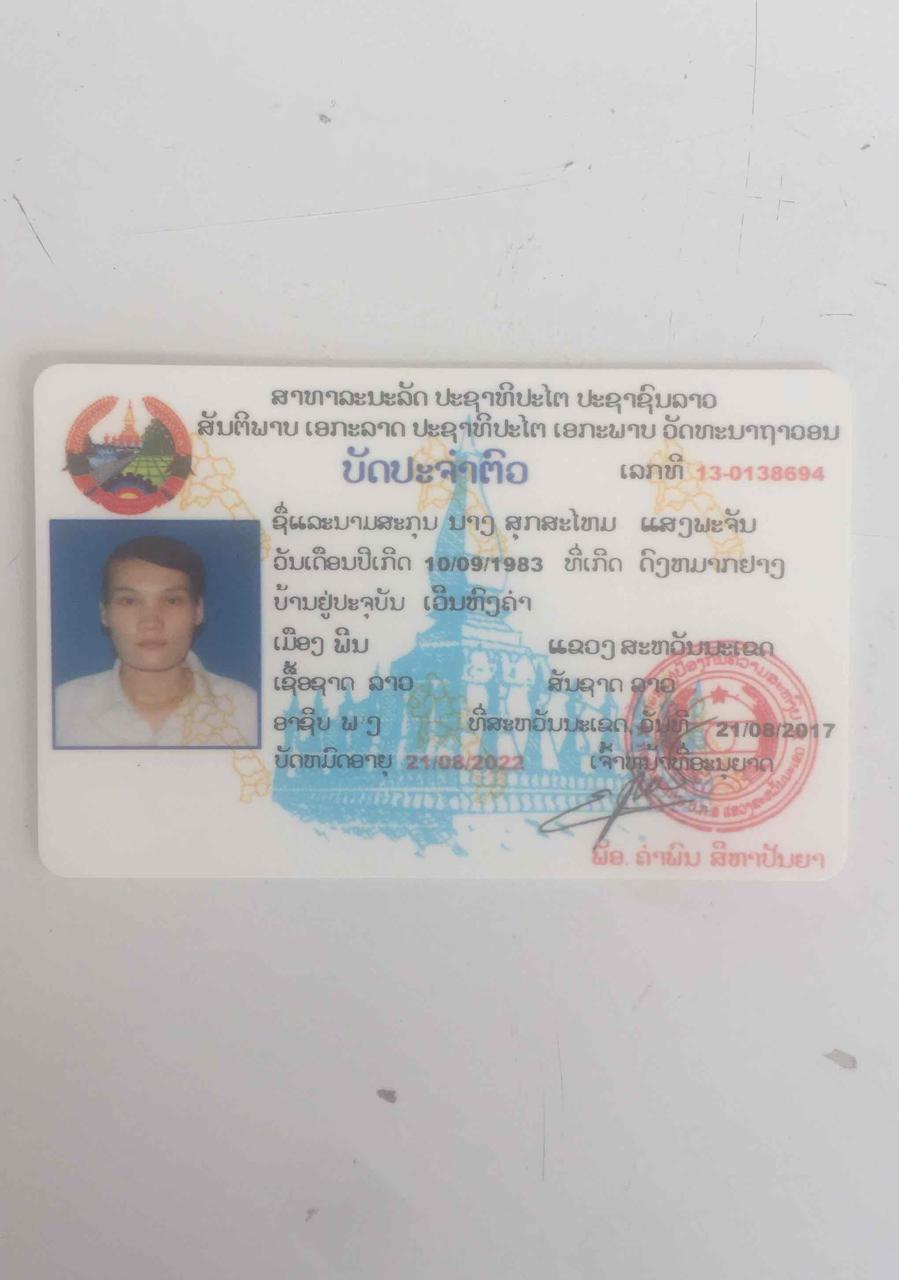 ສາທາລະນະລັດ ປະຊາທິປະໄຕ ປະຊາຊົນລາວ
ສັນຕິພາບ ເອກະລາດ ປະຊາທິປະໄຕ ເອກະພາບ ວັດທະນາຖາວອນ
ບັດປະຈຳຕົວ ເລກທີ 13-0138694
ຊື່ແລະນາມສະກຸນ ນາງ ສຸກສະໄໝມ ແສງພະຈັນ
ວັນເດືອນປີເກີດ 10/09/1983 ທີ່ເກີດ ດົງຫມາກຢາງ
ບ້ານຢູ່ປະຈຸບັນ ເວີນທົງຄຳ
ເມືອງ ພີນ ແຂວງ ສະຫວັນນະເຂດ
ເຊື້ອຊາດ ລາວ ສັນຊາດ ລາວ
ອາຊີບ ພ ງ ທີ່ສະຫວັນນະເຂດ, ວັນທີ 21/08/2017
ບັດຫມົດອາຍຸ 21/08/2022 ເຈົ້າຫນ້າທີ່ອະນຸຍາດ
ພັອ. ຄຳພົນ ສິຫາປັນຍາ